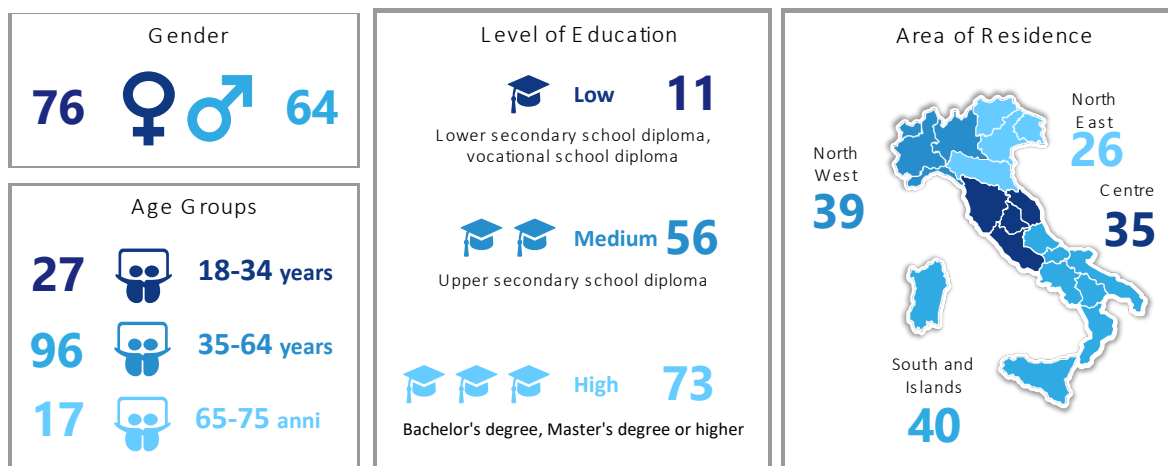 Gender
76 64
Age Groups
27 18-34 years
96 35-64 years
17 65-75 anni
Level of Education
Low 11
Lower secondary school diploma,
vocational school diploma
Medium 56
Upper secondary school diploma
High 73
Bachelor's degree, Master's degree or higher
Area of Residence
North
East
26
North
West
39
Centre
35
South and
Islands
40